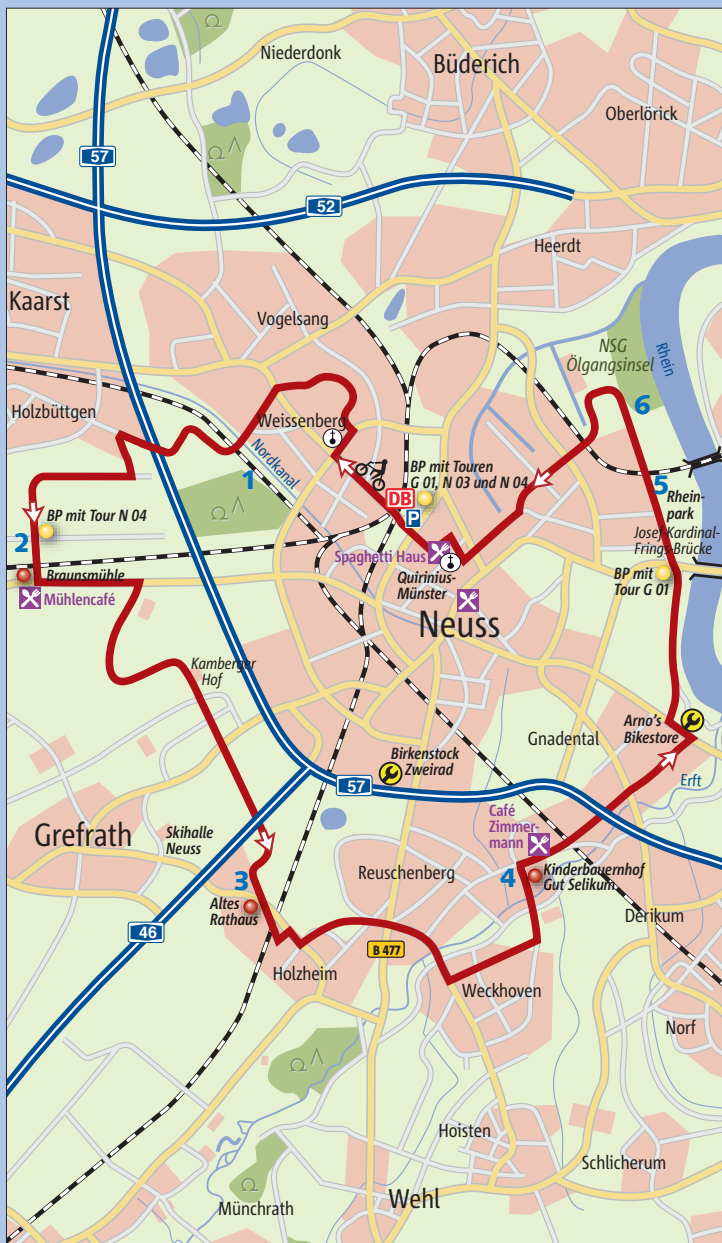 Niederdonk
Büderich
Oberlörick
57
52
Heerdt
Kaarst
Vogelsang
NSG
Ölgangsinsel
Rhein
Holzbüttgen
Weissenberg
6
Nordkanal
1
BP mit Touren
G 01, N 03 und N 04
DB
P
5
Rhein-
park
BP mit Tour N 04
2
Josef-Kardinal-
Frings-Brücke
Spaghetti Haus
Quirinius-
Münster
BP mit
Tour G 01
Braunsmühle
Mühlencafé
Neuss
Kamberger
Hof
Arno's
Bikestore
Gnadental
Birkenstock
Zweirad
57
Erft
Café
Zimmer-
mann
Grefrath
Skihalle
Neuss
3
Reuschenberg
4
Kinderbauernhof
Gut Selikum
Altes
Rathaus
Derikum
46
B 477
Holzheim
Weckhoven
Norf
Hoisten
Schlicherum
Münchrath
Wehl